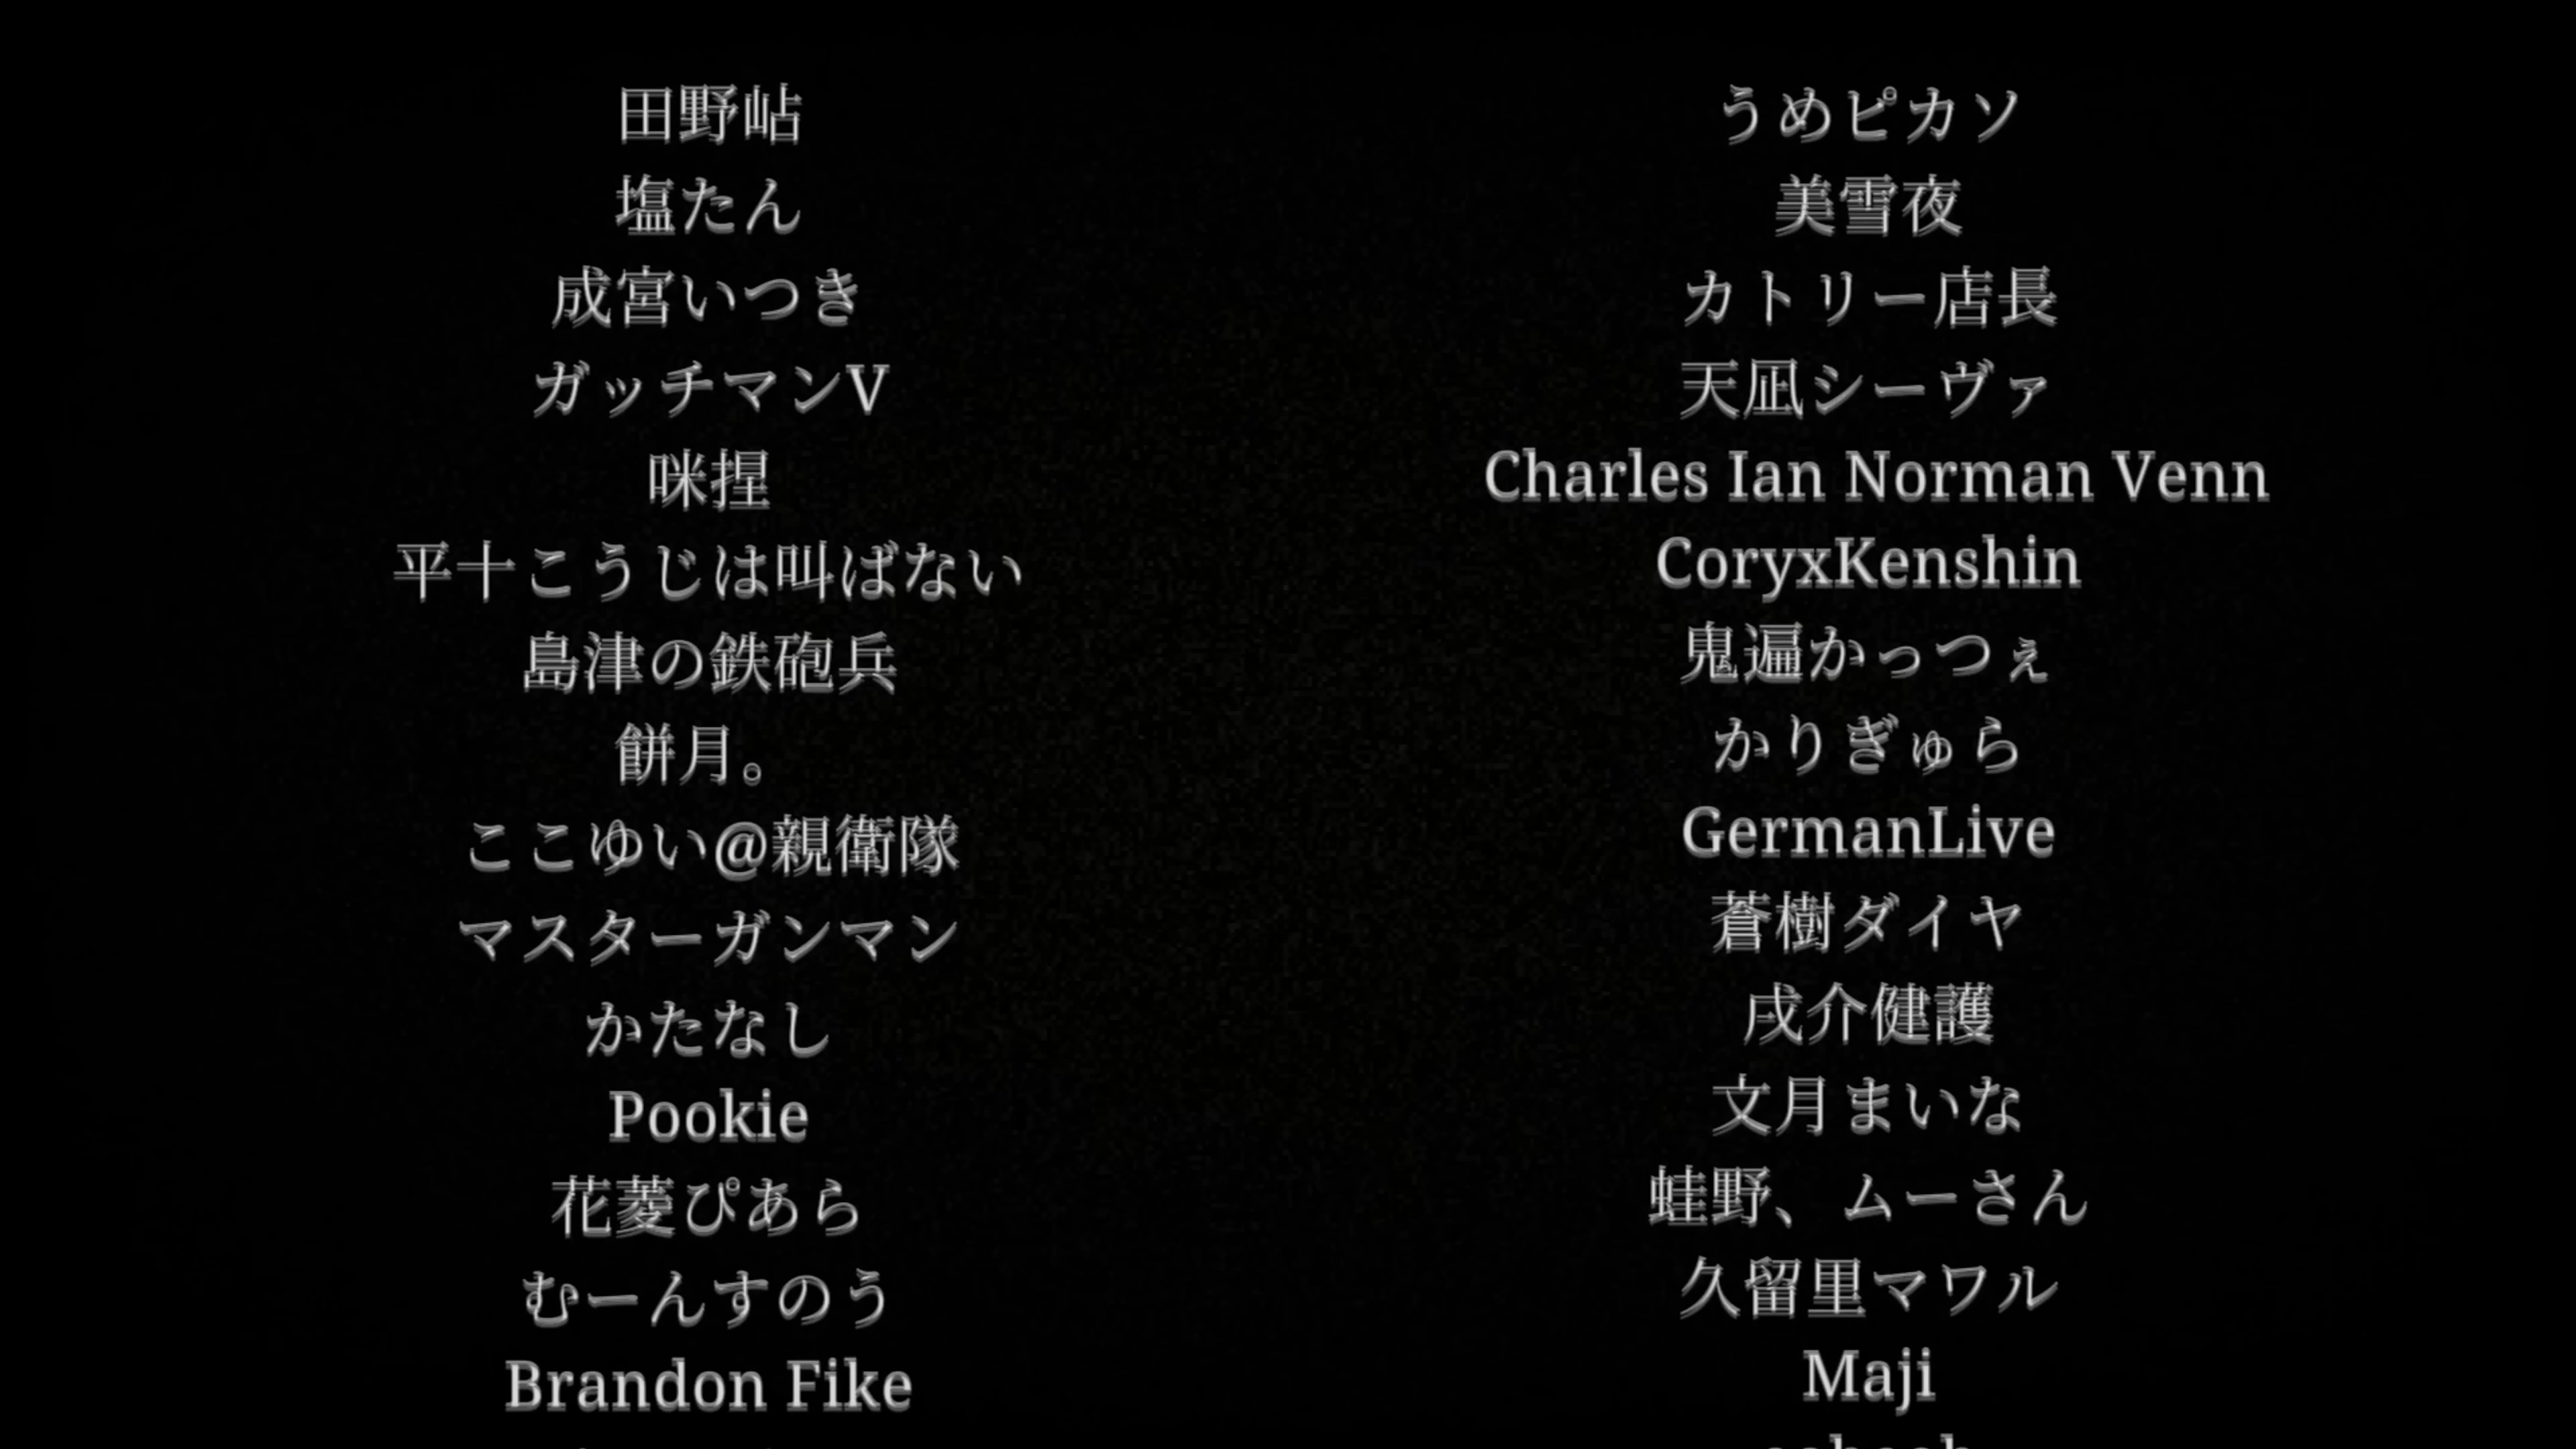 田野岾
塩たん
成宮いつき
ガッチマンV
咪捏
平十こうじは叫ばない
島津の鉄砲兵
餅月。
ここゆい@親衛隊
マスターガンマン
かたなし
Pookie
花菱ぴあら
むーんすのう
Brandon Fike
うめピカソ
美雪夜
カトリー店長
天凪シーヴァ
Charles Ian Norman Venn
CoryxKenshin
鬼遍かっつぇ
かりぎゅら
GermanLive
蒼樹ダイヤ
戌介健護
文月まいな
蛙野、ムーさん
久留里マワル
Maji